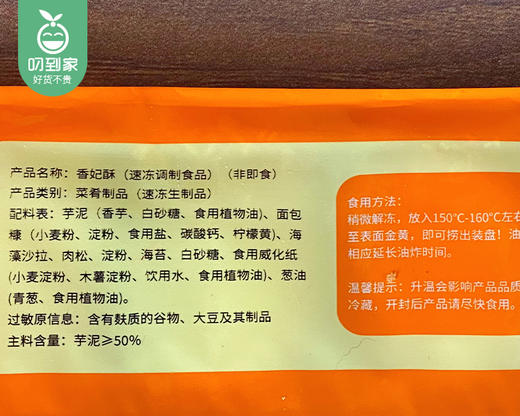 叨到家
好货不贵
产品名称：香妃酥（速冻调制食品）（非即食）
产品类别：菜肴制品（速冻生制品）
配料表：芋泥（香芋、白砂糖、食用植物油)、面包
糠（小麦粉、淀粉、食用盐、碳酸钙、柠檬黄)、海
藻沙拉、肉松、淀粉、海苔、白砂糖、食用威化纸
(小麦淀粉、木薯淀粉、饮用水、食用植物油)、葱油
(青葱、食用植物油)。
过敏原信息：含有麸质的谷物、大豆及其制品
主料含量：芋泥≥50%
食用方法：
稍微解冻，放入150℃-160℃左右
至表面金黄，即可捞出装盘！油
相应延长油炸时间。
温馨提示：升温会影响产品品质
冷藏，开封后产品请尽快食用。